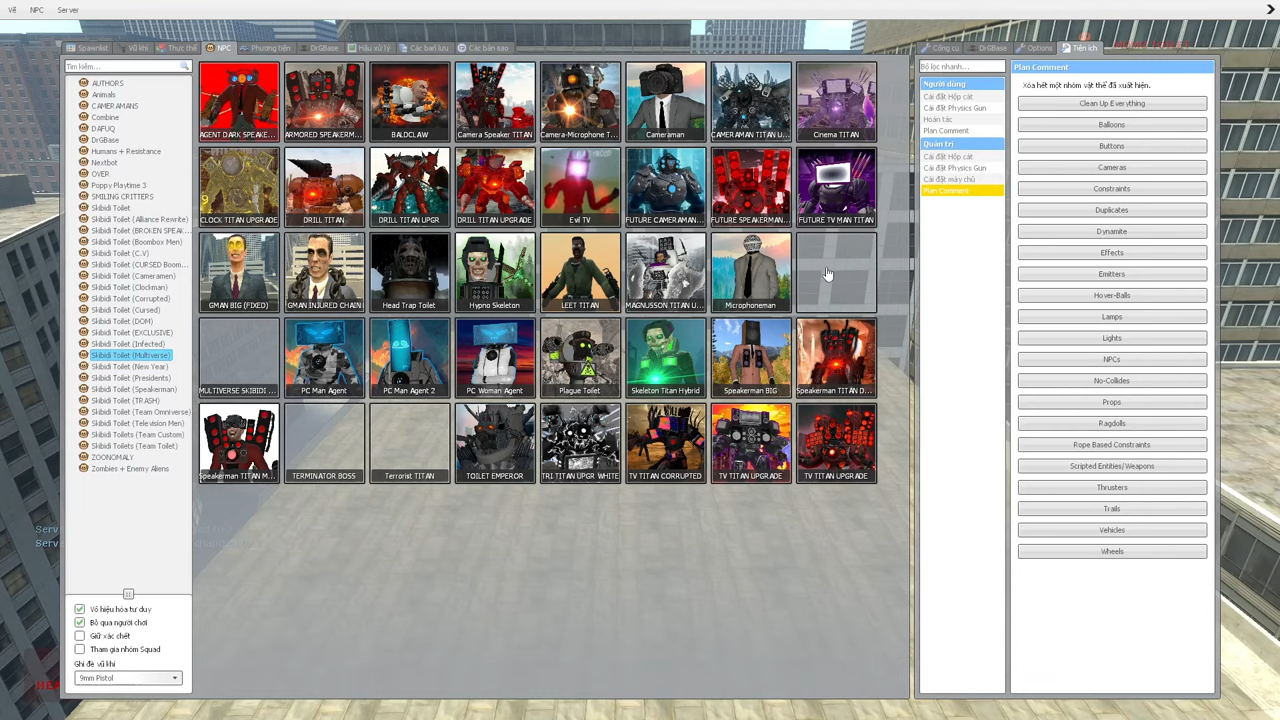 Vẽ NPC Server
Spawnlist Vũ khí Thực thể NPC Phương tiện DrGBase Hậu xử lý Các bản lưu Các bản sao
Tìm kiếm...
AUTHORS
Animals
CAMERAMANS
Combine
DAFUQ
DrGBase
Humans + Resistance
Nextbot
OVER
Poppy Playtime 3
SMILING CRITTERS
Skibidi Toilet
Skibidi Toilet (Alliance Rewrite)
Skibidi Toilet (BROKEN SPEAK...
Skibidi Toilet (Boombox Men)
Skibidi Toilet (C.V)
Skibidi Toilet (CURSED Boom...
Skibidi Toilet (Cameramen)
Skibidi Toilet (Clockman)
Skibidi Toilet (Corrupted)
Skibidi Toilet (Cursed)
Skibidi Toilet (DOM)
Skibidi Toilet (EXCLUSIVE)
Skibidi Toilet (Infected)
Skibidi Toilet (Multiverse)
Skibidi Toilet (New Year)
Skibidi Toilet (Presidents)
Skibidi Toilet (Speakerman)
Skibidi Toilet (TRASH)
Skibidi Toilet (Team Omniverse)
Skibidi Toilet (Television Men)
Skibidi Toilets (Team Custom)
Skibidi Toilets (Team Toilet)
ZOONOMALY
Zombies + Enemy Aliens
Vô hiệu hóa tư duy
Bỏ qua người chơi
Giữ xác chết
Tham gia nhóm Squad
Ghi đè vũ khí
9mm Pistol
AGENT DARK SPEAKE... ARMORED SPEAKERM... BALDCLAW Camera Speaker TITAN Camera-Microphone T... Cameraman CAMERAMAN TITAN U... Cinema TITAN
CLOCK TITAN UPGRADE DRILL TITAN DRILL TITAN UPGR DRILL TITAN UPGRADE Evil TV FUTURE CAMERAMAN... FUTURE SPEAKERMAN... FUTURE TV MAN TITAN
GMAN BIG (FIXED) GMAN INJURED CHAIN Head Trap Toilet Hypno Skeleton LEET TITAN MAGNUSSON TITAN U... Microphoneman
MULTIVERSE SKIBIDI ... PC Man Agent PC Man Agent 2 PC Woman Agent Plague Toilet Skeleton Titan Hybrid Speakerman BIG Speakerman TITAN D...
Speakerman TITAN M... TERMINATOR BOSS Terrorist TITAN TOILET EMPEROR TRI TITAN UPGR WHITE TV TITAN CORRUPTED TV TITAN UPGRADE TV TITAN UPGRADE
Công cụ DrGBase Options Tiện ích
Bộ lọc nhanh...
Người dùng
Cài đặt Hộp cát
Cài đặt Physics Gun
Hoàn tác
Plan Comment
Quản trị
Cài đặt Hộp cát
Cài đặt Physics Gun
Cài đặt máy chủ
Plan Comment
Plan Comment
Xóa hết một nhóm vật thể đã xuất hiện.
Clean Up Everything
Balloons
Buttons
Cameras
Constraints
Duplicates
Dynamite
Effects
Emitters
Hover-Balls
Lamps
Lights
NPCs
No-Collides
Props
Ragdolls
Rope Based Constraints
Scripted Entities/Weapons
Thrusters
Trails
Vehicles
Wheels